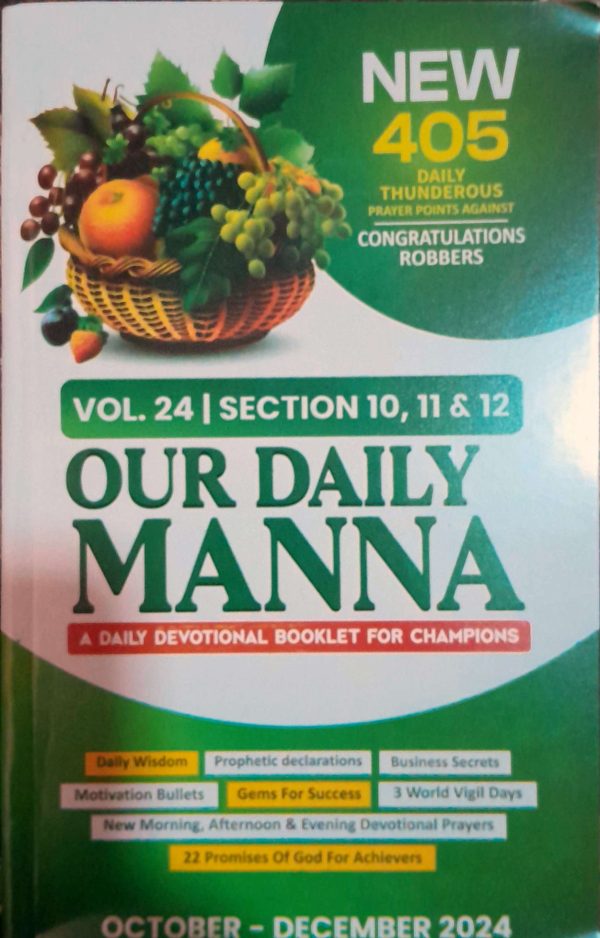 NEW
405
DAILY
THUNDEROUS
PRAYER POINTS AGAINST
CONGRATULATIONS
ROBBERS
VOL. 24 | SECTION 10, 11 & 12
OUR DAILY
MANNA
A DAILY DEVOTIONAL BOOKLET FOR CHAMPIONS
Daily Wisdom Prophetic declarations Business Secrets
Motivation Bullets Gems For Success 3 World Vigil Days
New Morning, Afternoon & Evening Devotional Prayers
22 Promises Of God For Achievers
OCTOBER - DECEMBER 2024